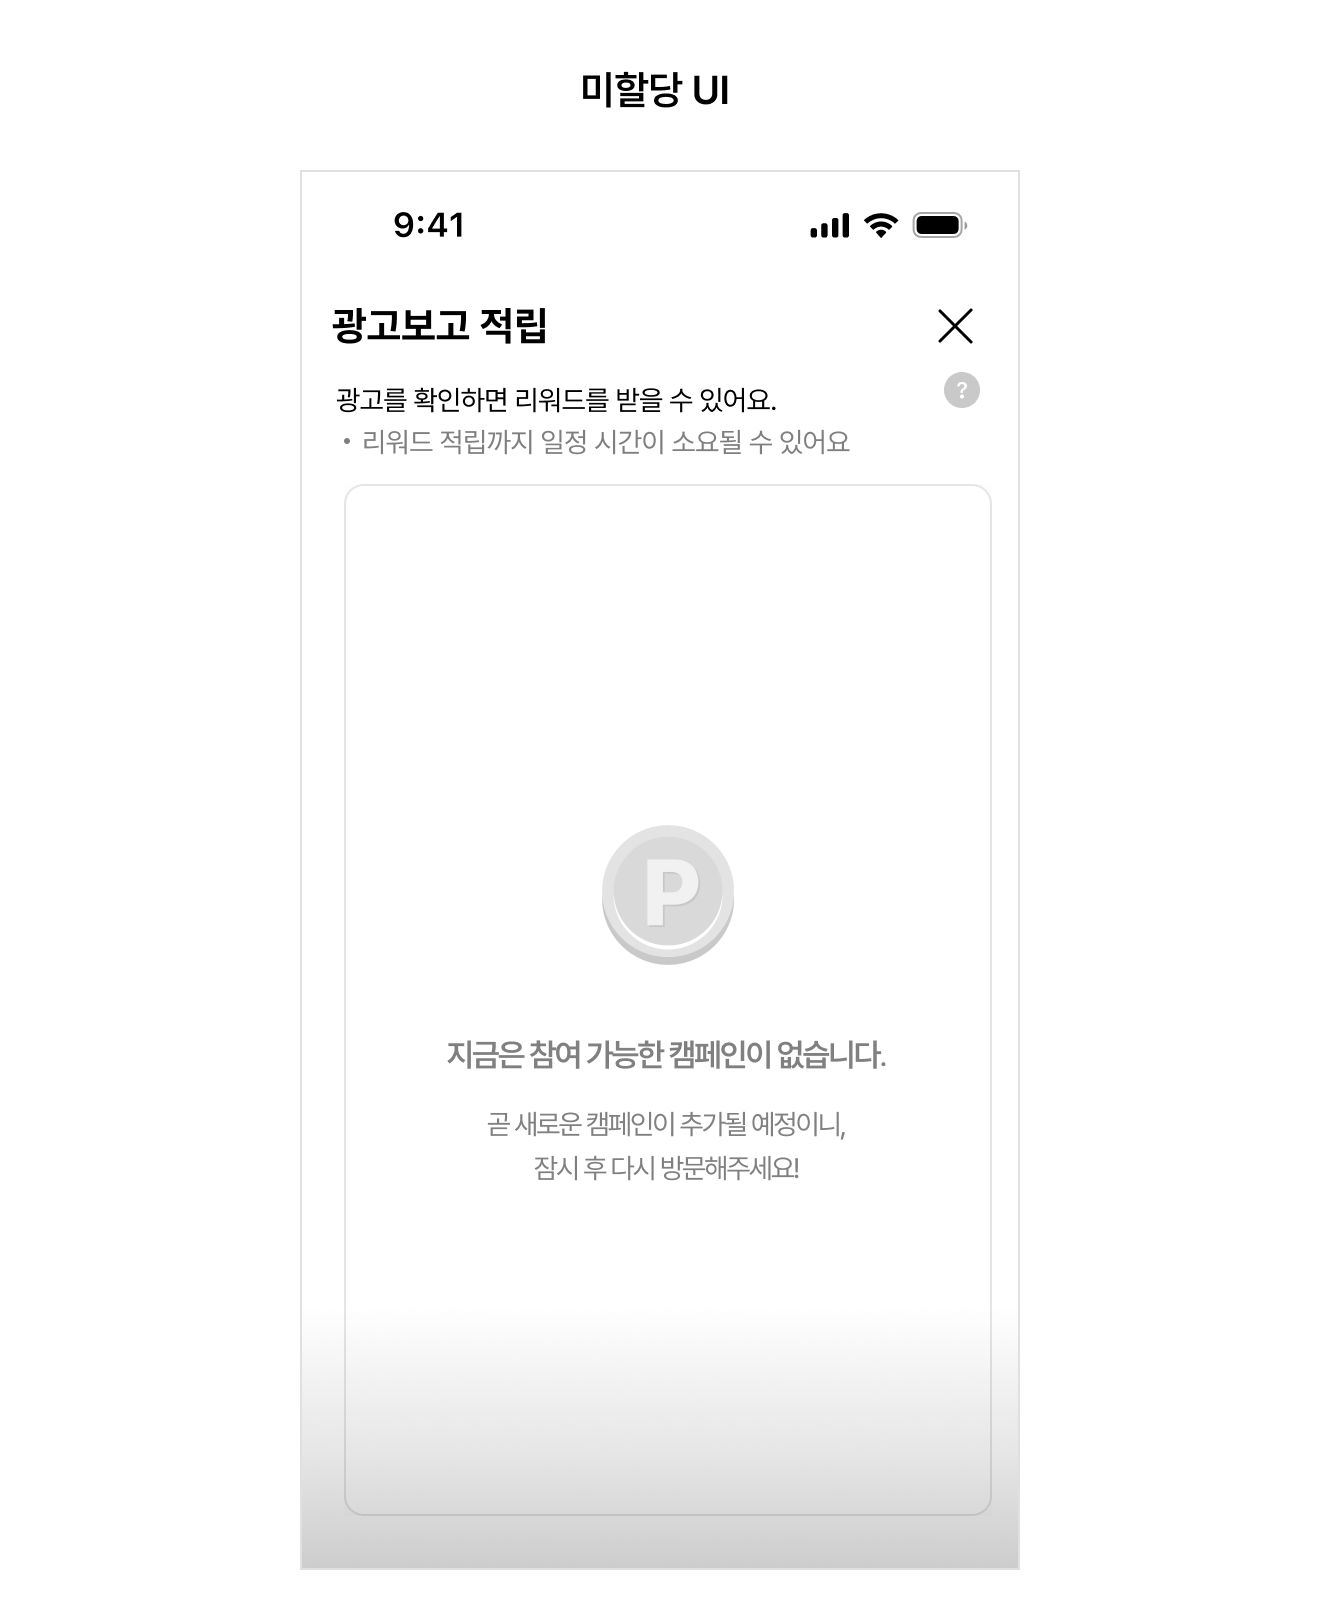 미할당 UI
9:41
광고보고 적립
광고를 확인하면 리워드를 받을 수 있어요.
?
• 리워드 적립까지 일정 시간이 소요될 수 있어요
P
지금은 참여 가능한 캠페인이 없습니다.
곧 새로운 캠페인이 추가될 예정이니,
잠시 후 다시 방문해주세요!